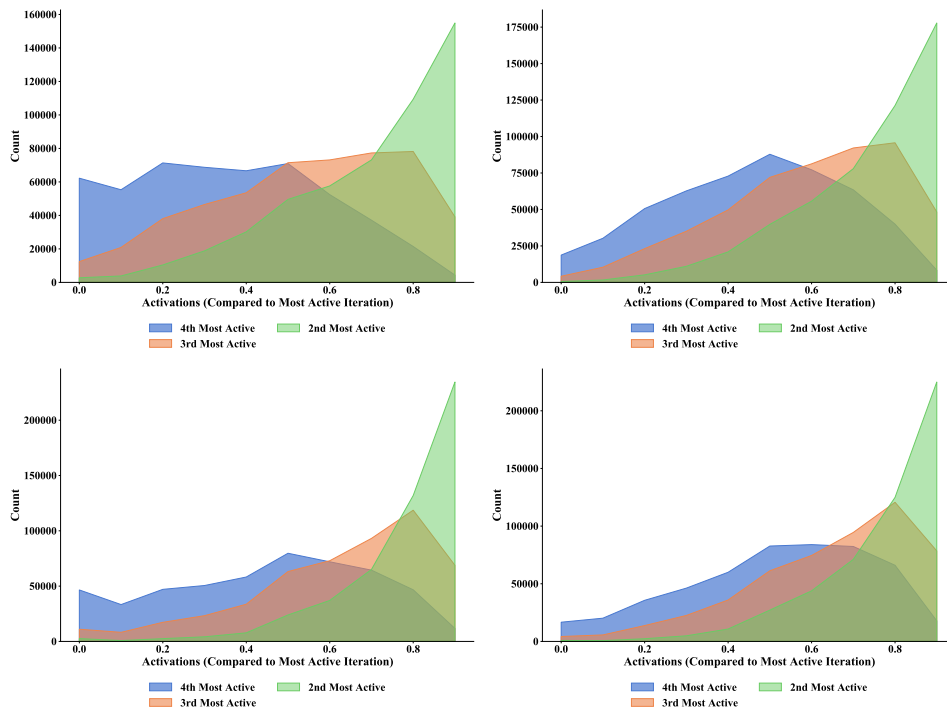 160000
140000
120000
100000
80000
60000
40000
20000
0
Count
0.0 0.2 0.4 0.6 0.8
Activations (Compared to Most Active Iteration)
4th Most Active 2nd Most Active
3rd Most Active
175000
150000
125000
100000
75000
50000
25000
0
Count
0.0 0.2 0.4 0.6 0.8
Activations (Compared to Most Active Iteration)
4th Most Active 2nd Most Active
3rd Most Active
200000
150000
100000
50000
0
Count
0.0 0.2 0.4 0.6 0.8
Activations (Compared to Most Active Iteration)
4th Most Active 2nd Most Active
3rd Most Active
200000
150000
100000
50000
0
Count
0.0 0.2 0.4 0.6 0.8
Activations (Compared to Most Active Iteration)
4th Most Active 2nd Most Active
3rd Most Active